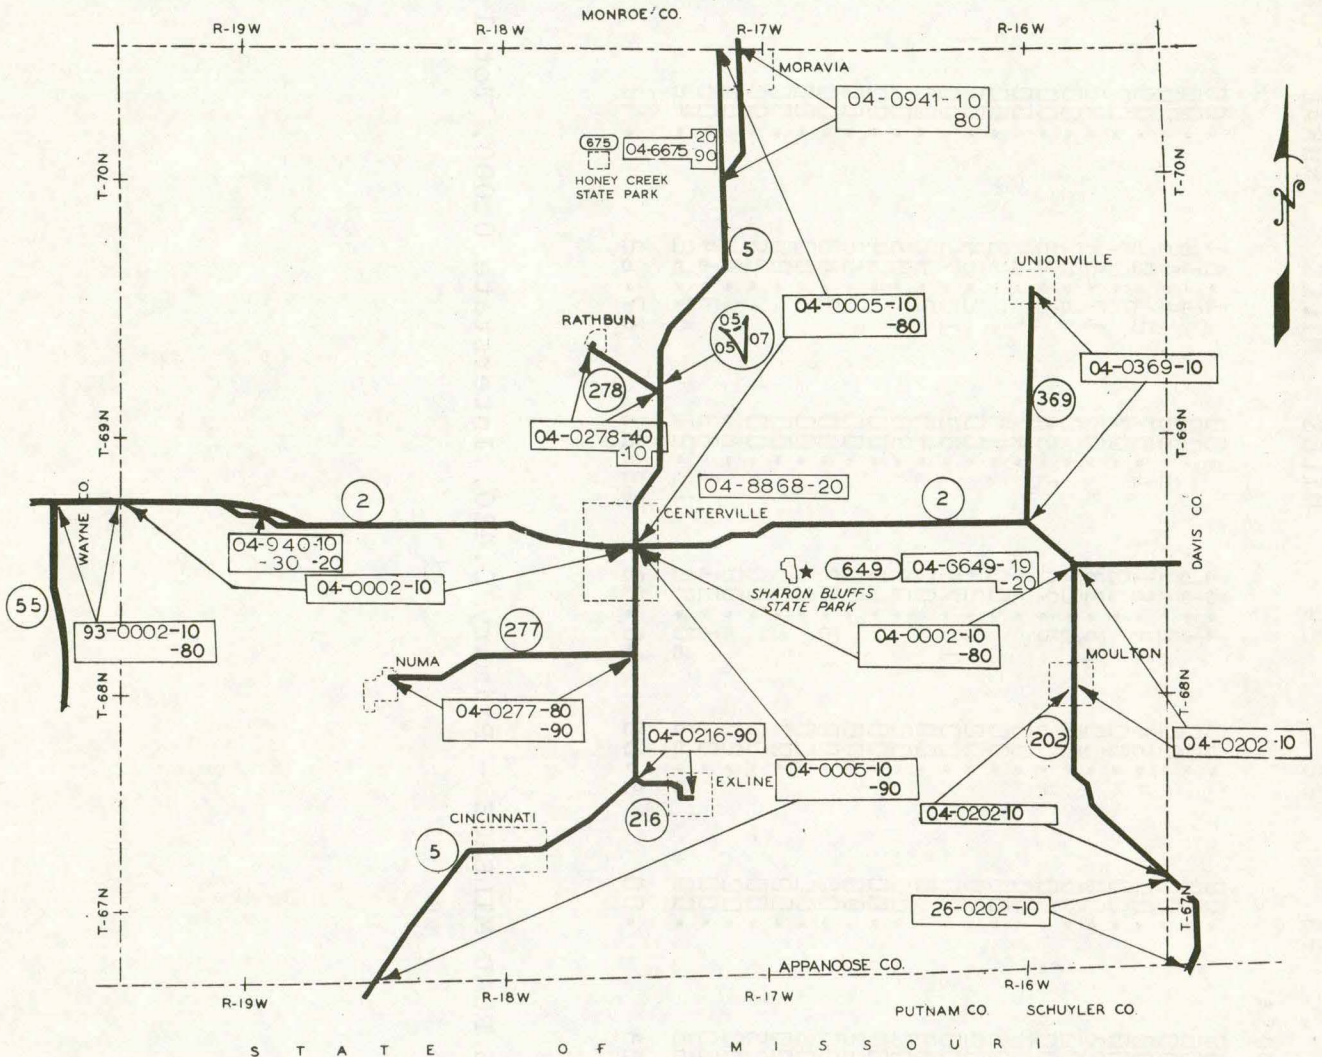 MONROE CO.
R-19W
R-18W
R-17W
R-16W
MORAVIA
04-0941-10
80
675
04-6675
20
90
HONEY CREEK
STATE PARK
T-70N
T-70N
5
UNIONVILLE
04-0005-10
-80
RATHBUN
05
05
07
278
04-0369-10
369
04-0278-40
-10
T-69N
T-69N
04-8868-20
2
2
CENTERVILLE
WAYNE CO.
DAVIS CO.
04-940-10
-30 -20
04-0002-10
649
04-6649-19
-20
SHARON BLUFFS
STATE PARK
55
93-0002-10
-80
277
04-0002-10
-80
NUMA
MOULTON
T-68N
T-68N
04-0277-80
-90
04-0216-90
202
04-0202-10
04-0005-10
-90
EXLINE
CINCINNATI
216
04-0202-10
5
T-67N
26-0202-10
T-67N
APPANOOSE CO.
R-19W
R-18W
R-17W
R-16W
PUTNAM CO.
SCHUYLER CO.
STATE OF MISSOURI